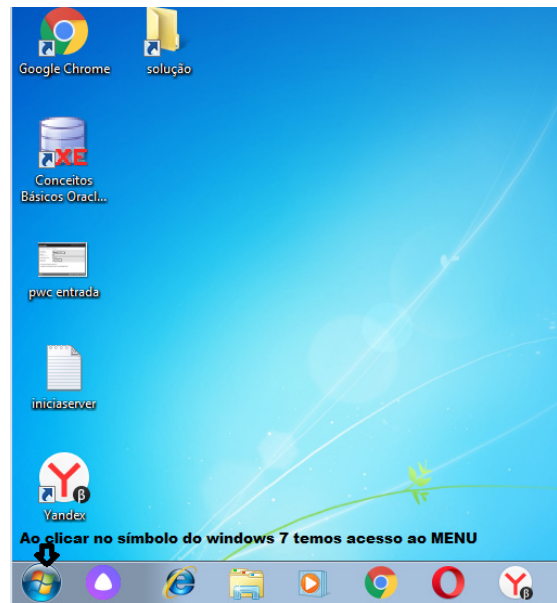 Google Chrome
solução
XE
Conceitos
Básicos Oracl...
pwc entrada
iniciaserver
Y
β
Yandex
Ao clicar no símbolo do windows 7 temos acesso ao MENU